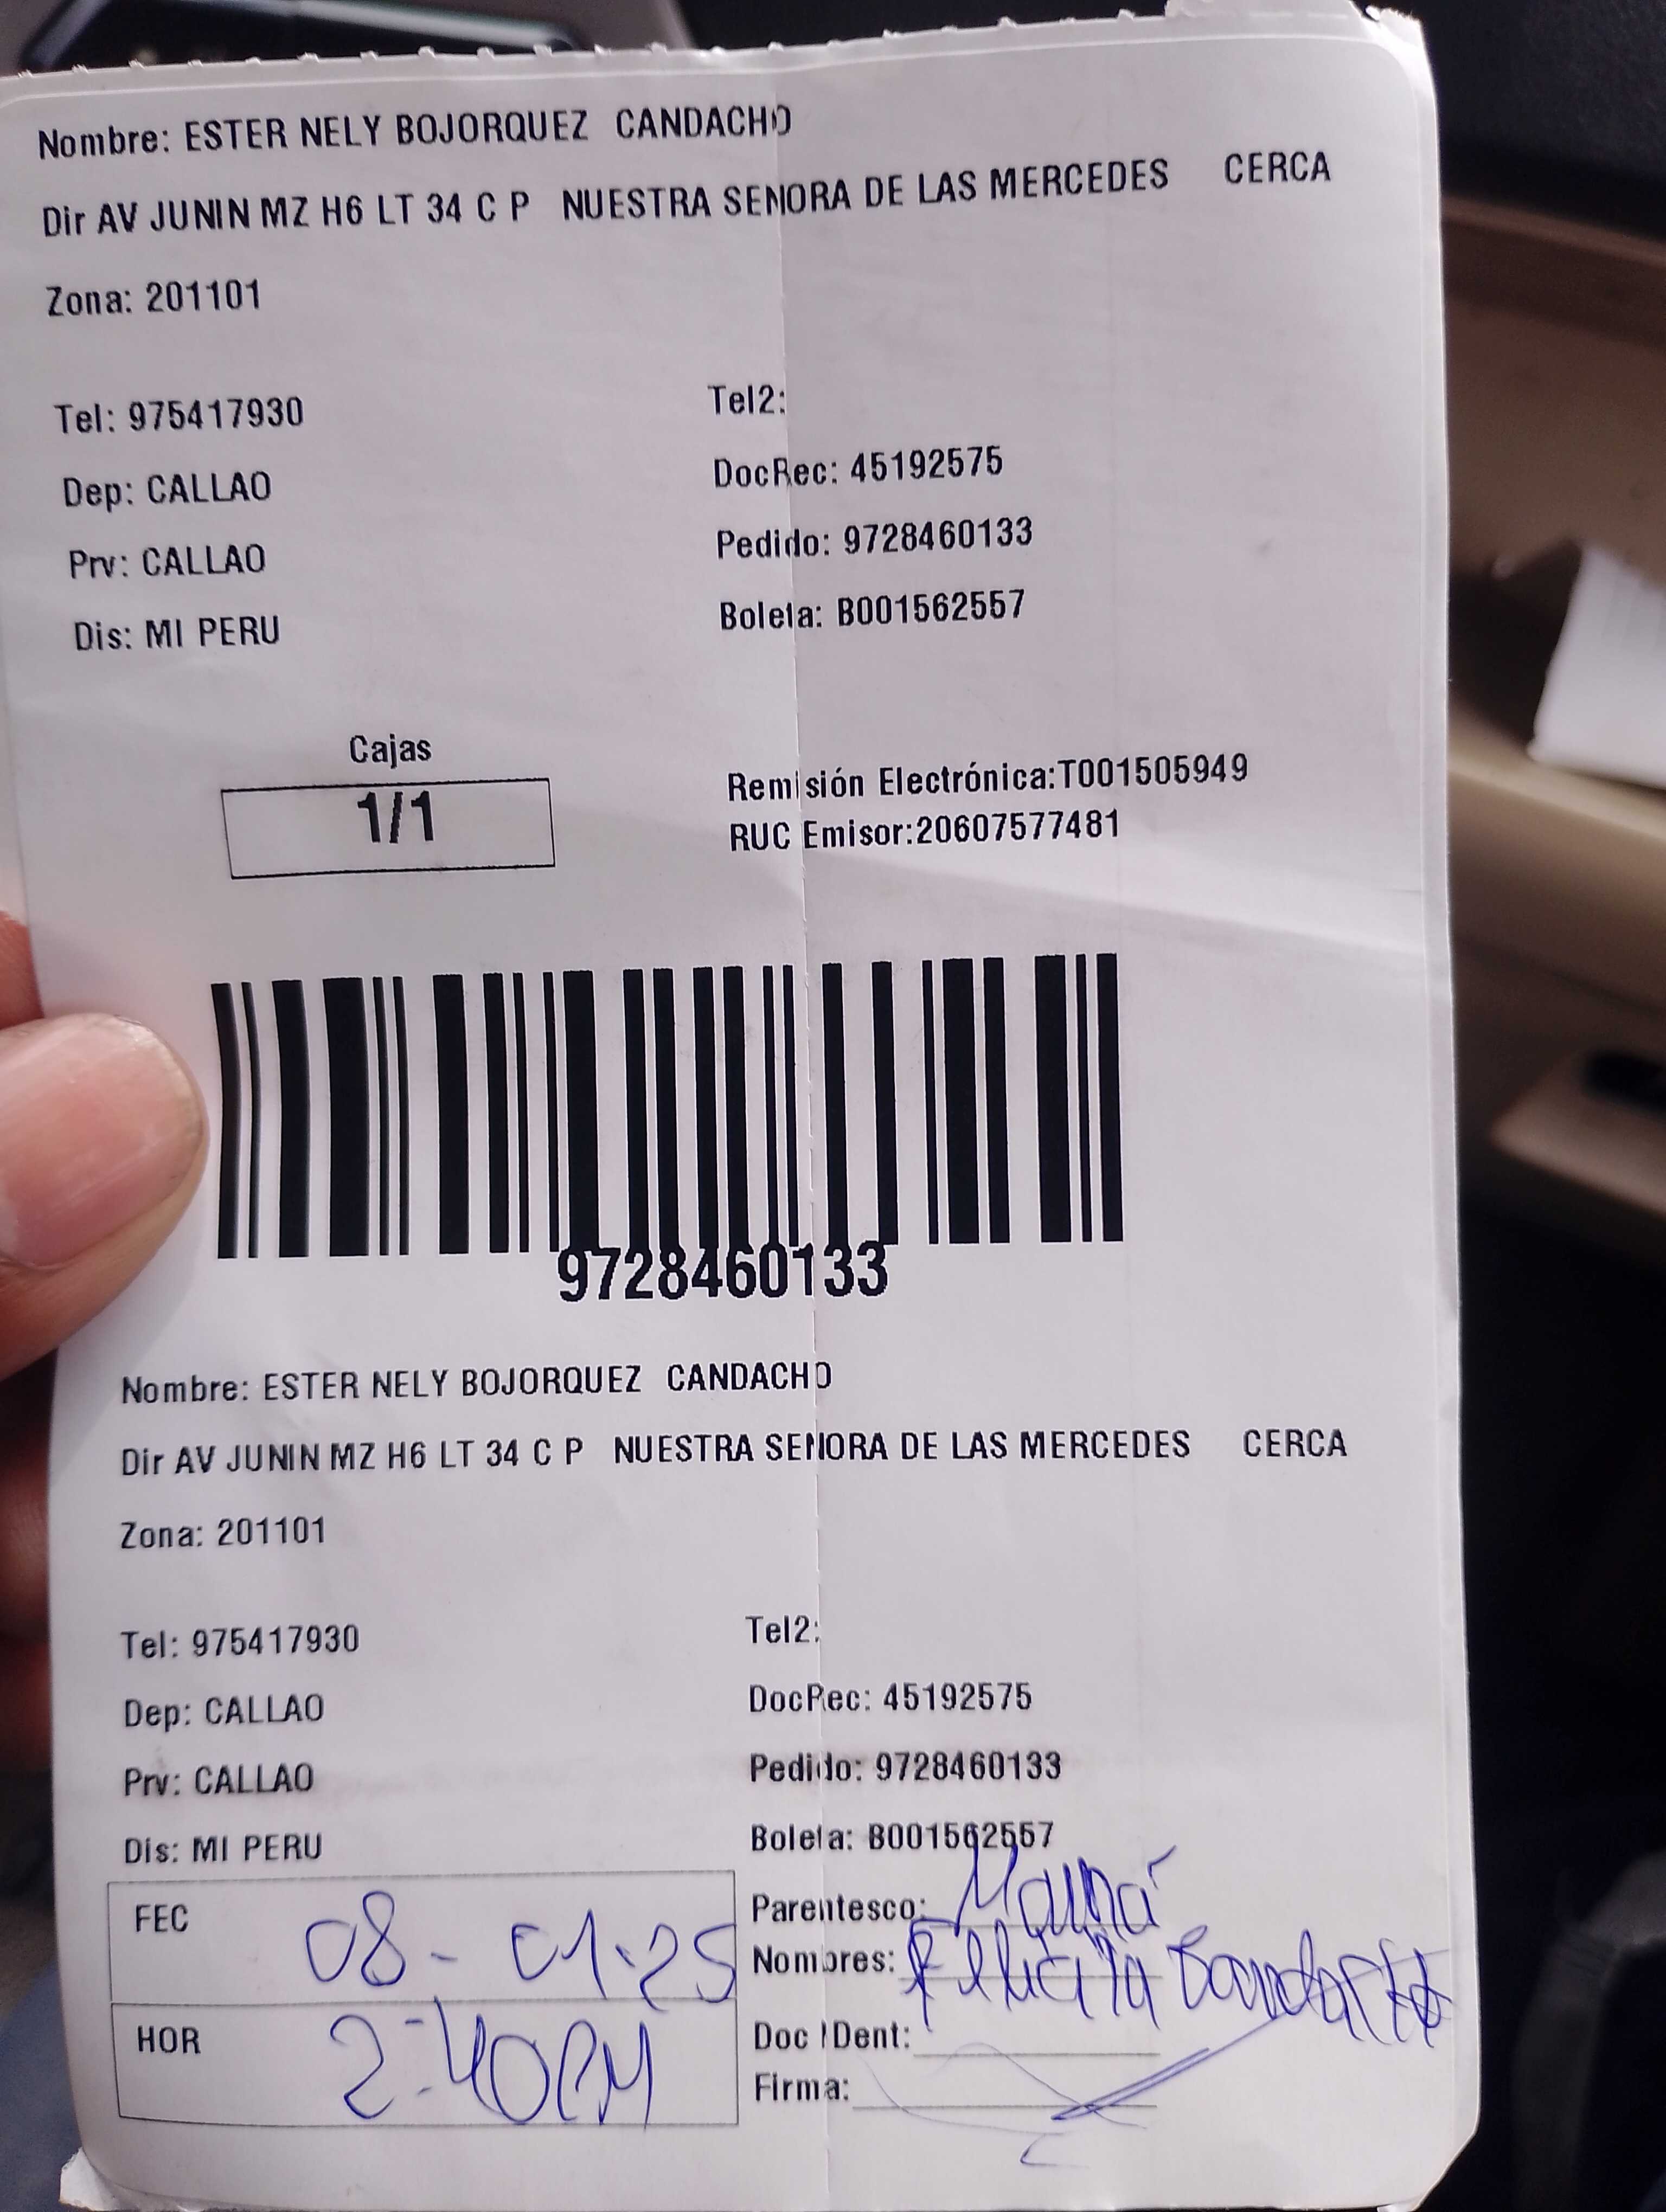 Nombre: ESTER NELY BOJORQUEZ CANDACHO
Dir AV JUNIN MZ H6 LT 34 C P NUESTRA SENORA DE LAS MERCEDES CERCA
Zona: 201101
Tel: 975417930 Tel2:
DocRec: 45192575
Dep: CALLAO
Pedido: 9728460133
Prv: CALLAO
Boleta: B001562557
Dis: MI PERU
Cajas
1/1
Remisión Electrónica:T001505949
RUC Emisor:20607577481
9728460133
Nombre: ESTER NELY BOJORQUEZ CANDACHO
Dir AV JUNIN MZ H6 LT 34 C P NUESTRA SENORA DE LAS MERCEDES CERCA
Zona: 201101
Tel: 975417930 Tel2:
Dep: CALLAO DocRec: 45192575
Prv: CALLAO Pedido: 9728460133
Dis: MI PERU Boleta: B001562557
FEC 08-01-25
Parentesco: Mamá
Nombres: Felicita
HOR 2:40PM
Doc IDent:
Firma: